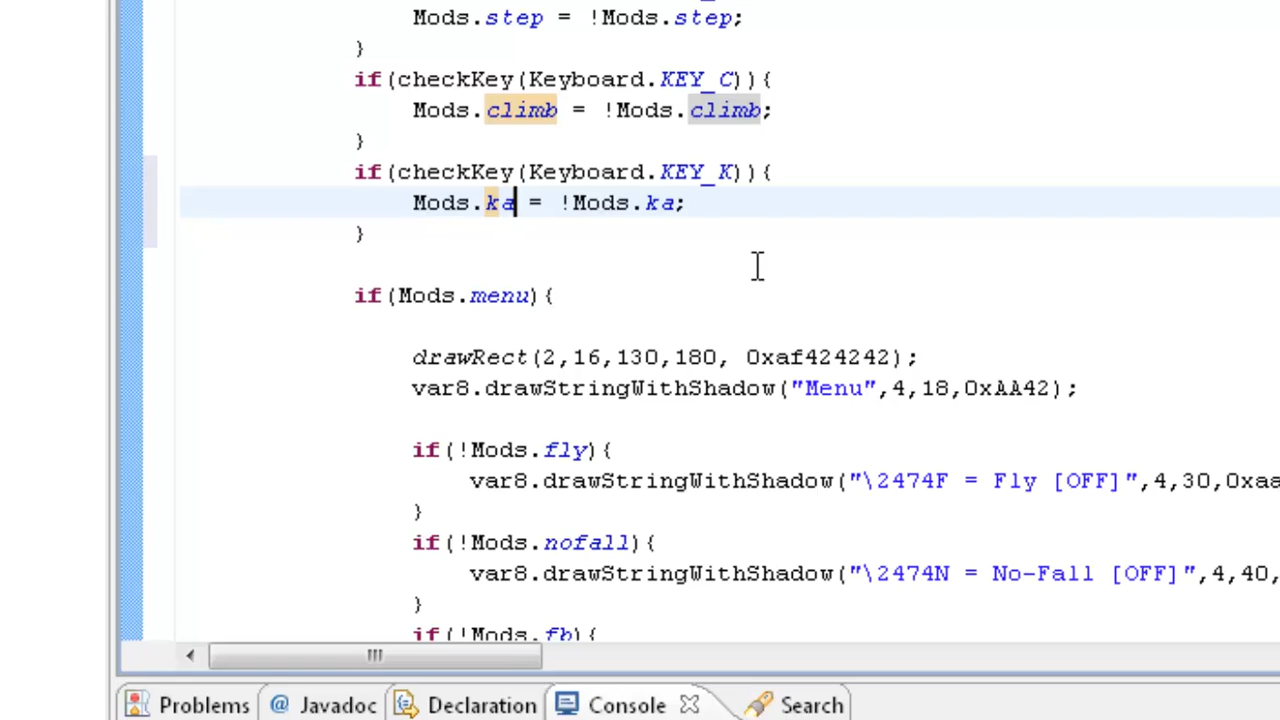 Mods.step = !Mods.step;
}
if(checkKey(Keyboard.KEY_C)){
Mods.climb = !Mods.climb;
}
if(checkKey(Keyboard.KEY_K)){
Mods.ka = !Mods.ka;
}
if(Mods.menu){
drawRect(2,16,130,180, 0xaf424242);
var8.drawStringWithShadow("Menu",4,18,0xAA42);
if(!Mods.fly){
var8.drawStringWithShadow("\2474F = Fly [OFF]",4,30,0xaa
}
if(!Mods.nofall){
var8.drawStringWithShadow("\2474N = No-Fall [OFF]",4,40,
}
if(!Mods.fb){
Problems @ Javadoc Declaration Console Search